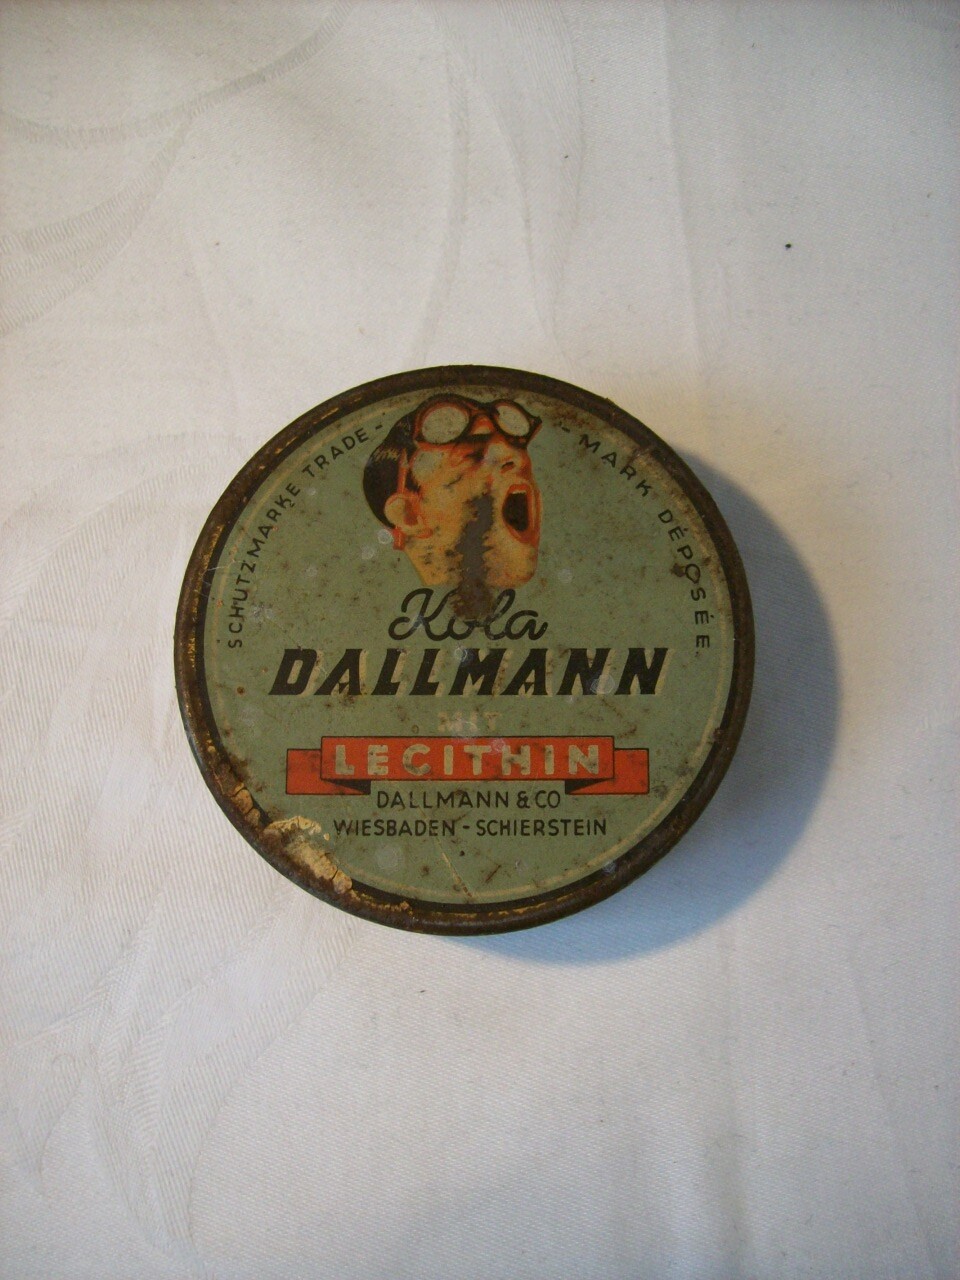 SCHUTZMARKE TRADE - - MARK DÉPOSÉE
Kola
DALLMANN
MIT
LECITHIN
DALLMANN & CO
WIESBADEN - SCHIERSTEIN